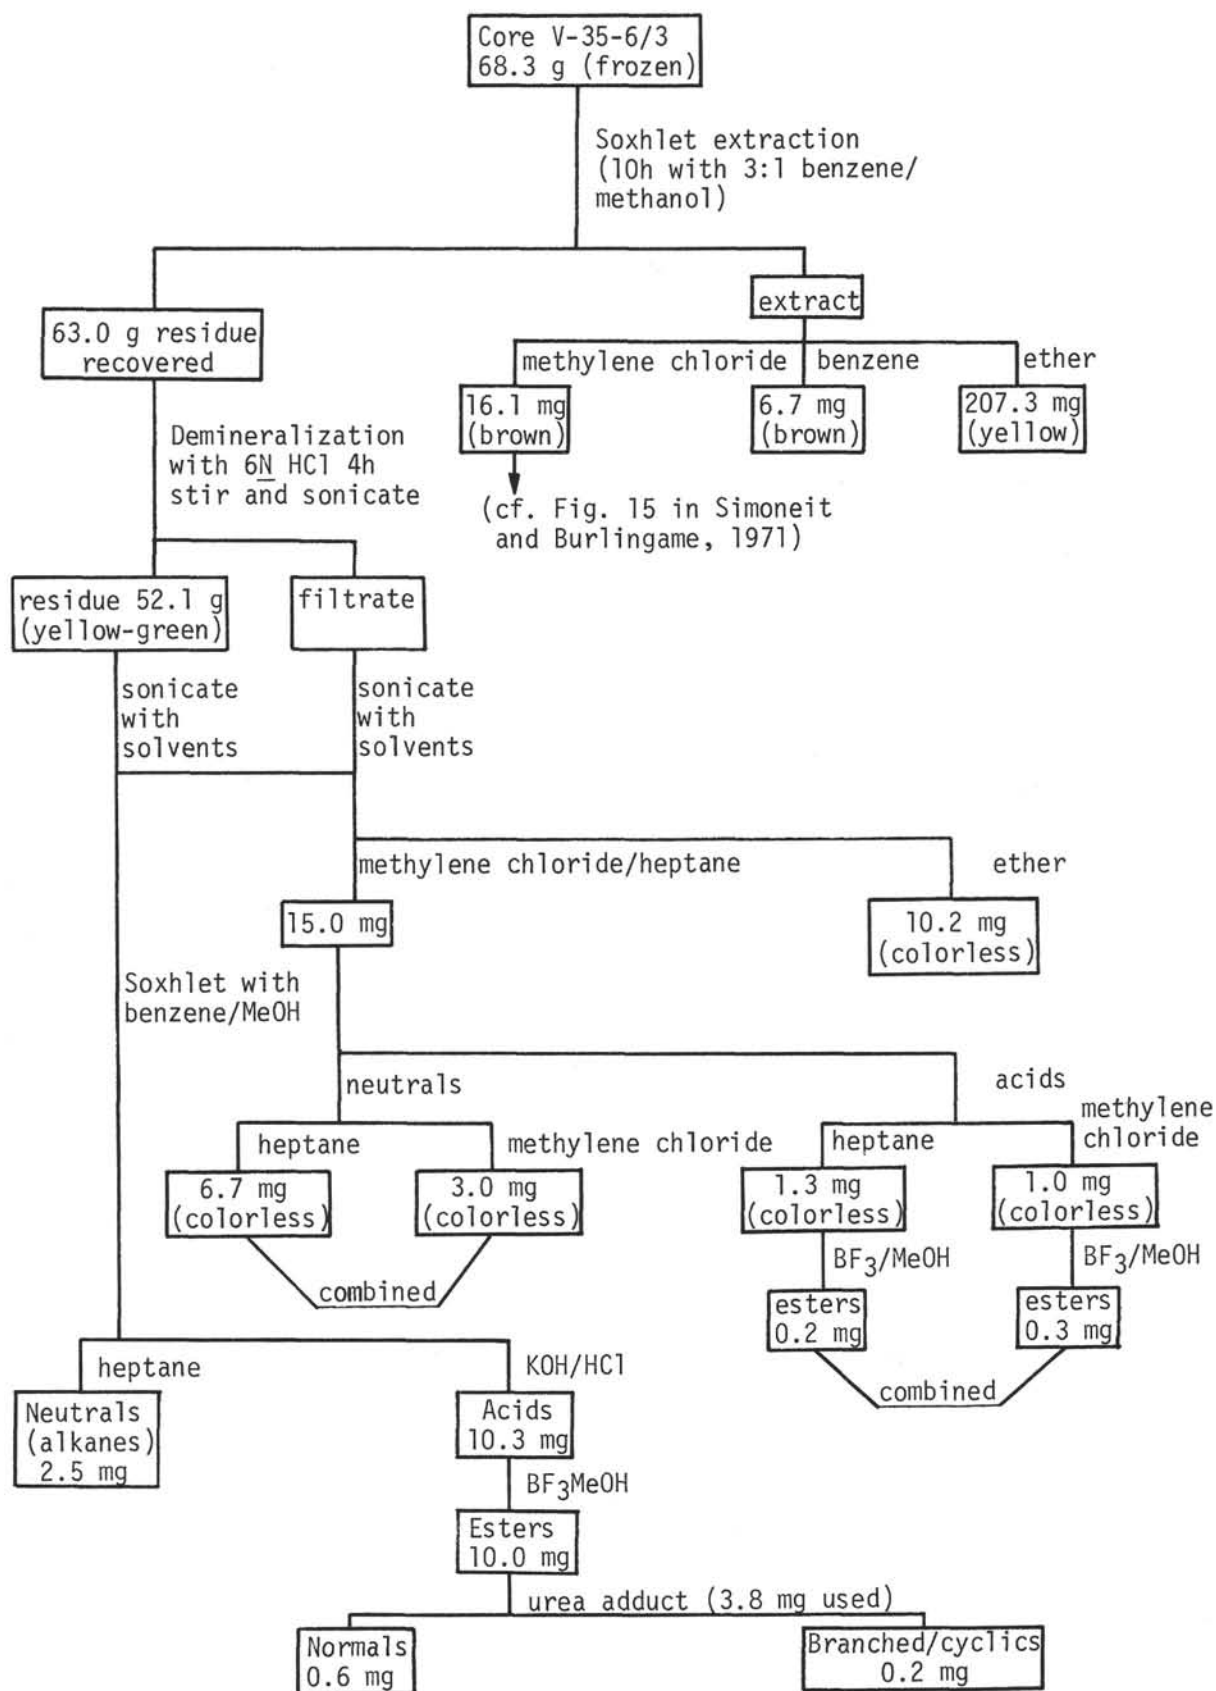 Core V-35-6/3
68.3 g (frozen)
Soxhlet extraction
(10h with 3:1 benzene/
methanol)
63.0 g residue
recovered
extract
methylene chloride
benzene
ether
16.1 mg
(brown)
6.7 mg
(brown)
207.3 mg
(yellow)
(cf. Fig. 15 in Simoneit
and Burlingame, 1971)
Demineralization
with 6N HCl 4h
stir and sonicate
residue 52.1 g
(yellow-green)
filtrate
sonicate
with
solvents
sonicate
with
solvents
methylene chloride/heptane
ether
15.0 mg
10.2 mg
(colorless)
Soxhlet with
benzene/MeOH
neutrals
acids
heptane
methylene chloride
heptane
methylene
chloride
6.7 mg
(colorless)
3.0 mg
(colorless)
1.3 mg
(colorless)
1.0 mg
(colorless)
BF3/MeOH
BF3/MeOH
combined
esters
0.2 mg
esters
0.3 mg
combined
heptane
KOH/HCl
Neutrals
(alkanes)
2.5 mg
Acids
10.3 mg
BF3MeOH
Esters
10.0 mg
urea adduct (3.8 mg used)
Normals
0.6 mg
Branched/cyclics
0.2 mg